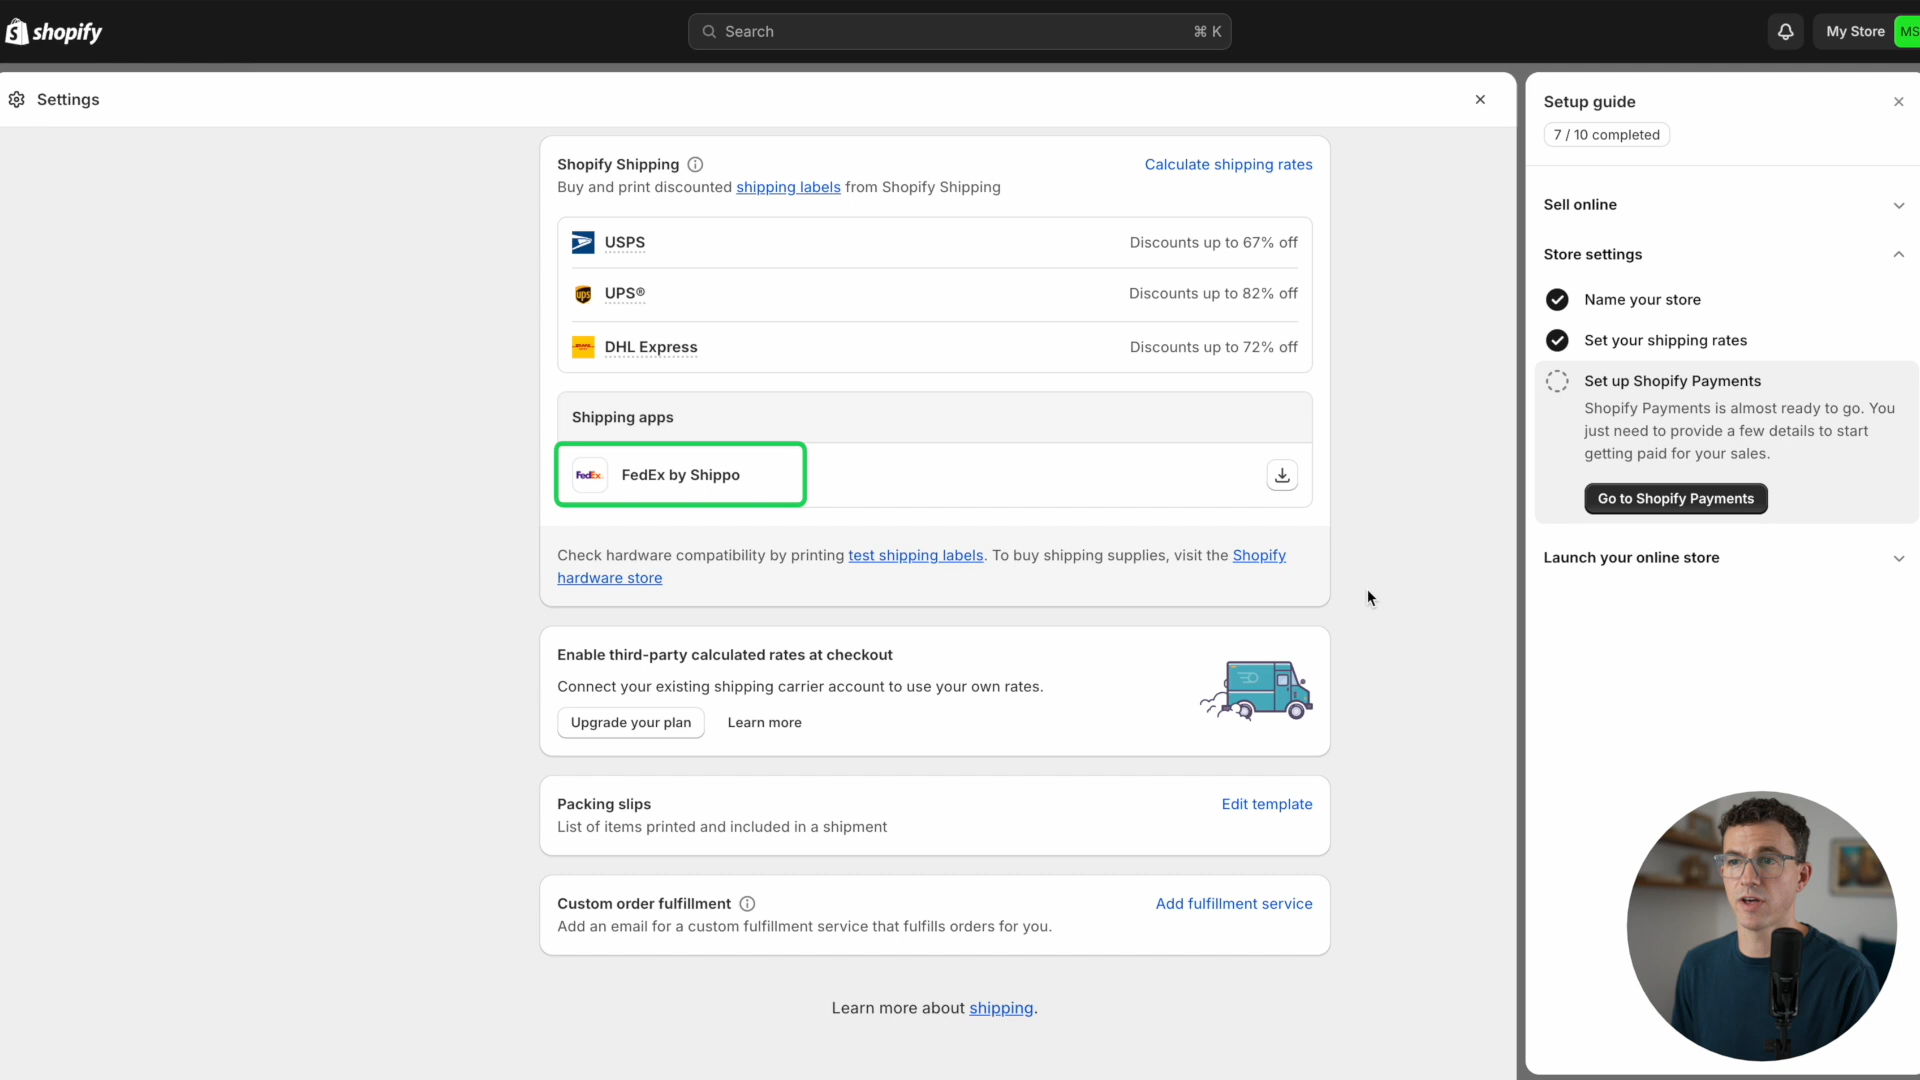 shopify
Search
⌘ K
My Store
MS
Settings
Shopify Shipping
Calculate shipping rates
Buy and print discounted shipping labels from Shopify Shipping
USPS
Discounts up to 67% off
UPS®
Discounts up to 82% off
DHL Express
Discounts up to 72% off
Shipping apps
FedEx
FedEx by Shippo
Check hardware compatibility by printing test shipping labels. To buy shipping supplies, visit the Shopify
hardware store
Enable third-party calculated rates at checkout
Connect your existing shipping carrier account to use your own rates.
Upgrade your plan
Learn more
Packing slips
Edit template
List of items printed and included in a shipment
Custom order fulfillment
Add fulfillment service
Add an email for a custom fulfillment service that fulfills orders for you.
Learn more about shipping.
Setup guide
7 / 10 completed
Sell online
Store settings
Name your store
Set your shipping rates
Set up Shopify Payments
Shopify Payments is almost ready to go. You
just need to provide a few details to start
getting paid for your sales.
Go to Shopify Payments
Launch your online store